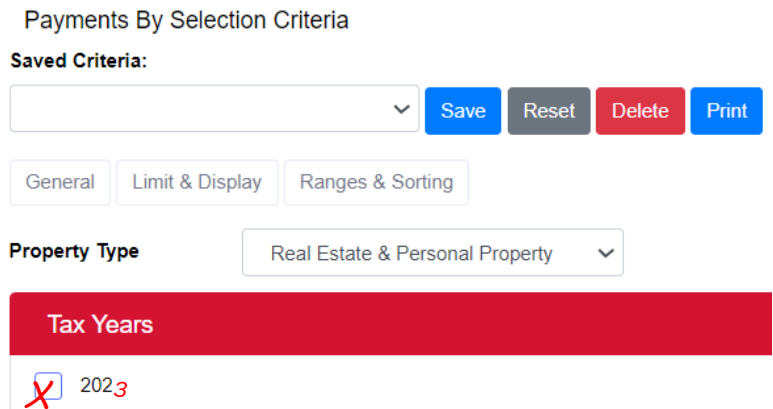 Payments By Selection Criteria
Saved Criteria:
Save Reset Delete Print
General Limit & Display Ranges & Sorting
Property Type Real Estate & Personal Property
Tax Years
X 2023